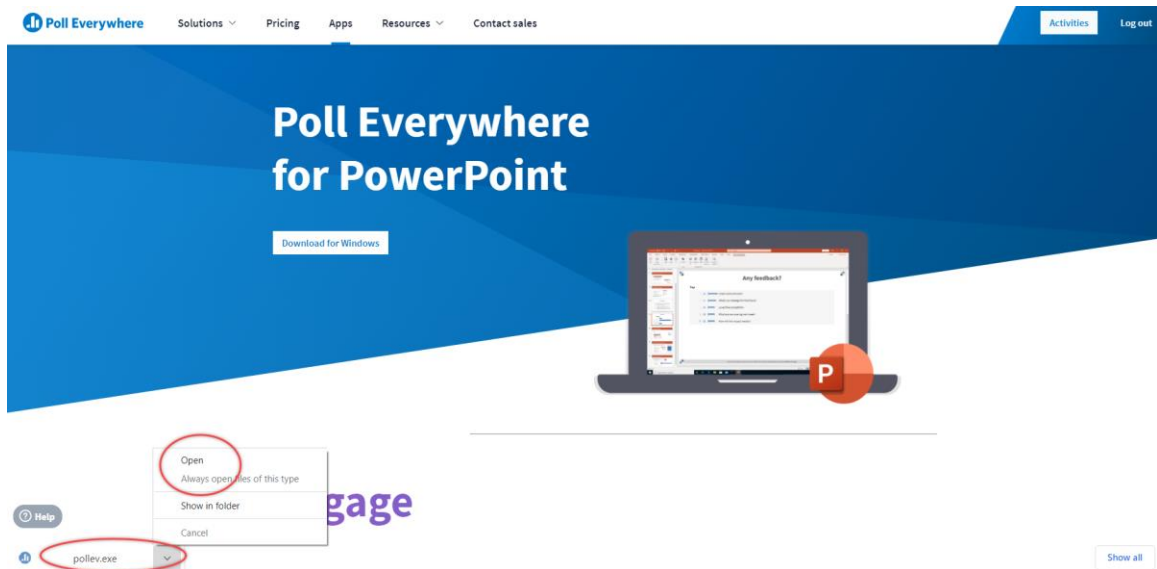 Poll Everywhere Solutions Pricing Apps Resources Contact sales Activities Log out
Poll Everywhere
for PowerPoint
Download for Windows
Any feedback?
P
Open
Always open files of this type
Show in folder
Cancel
gage
Help
pollev.exe
Show all